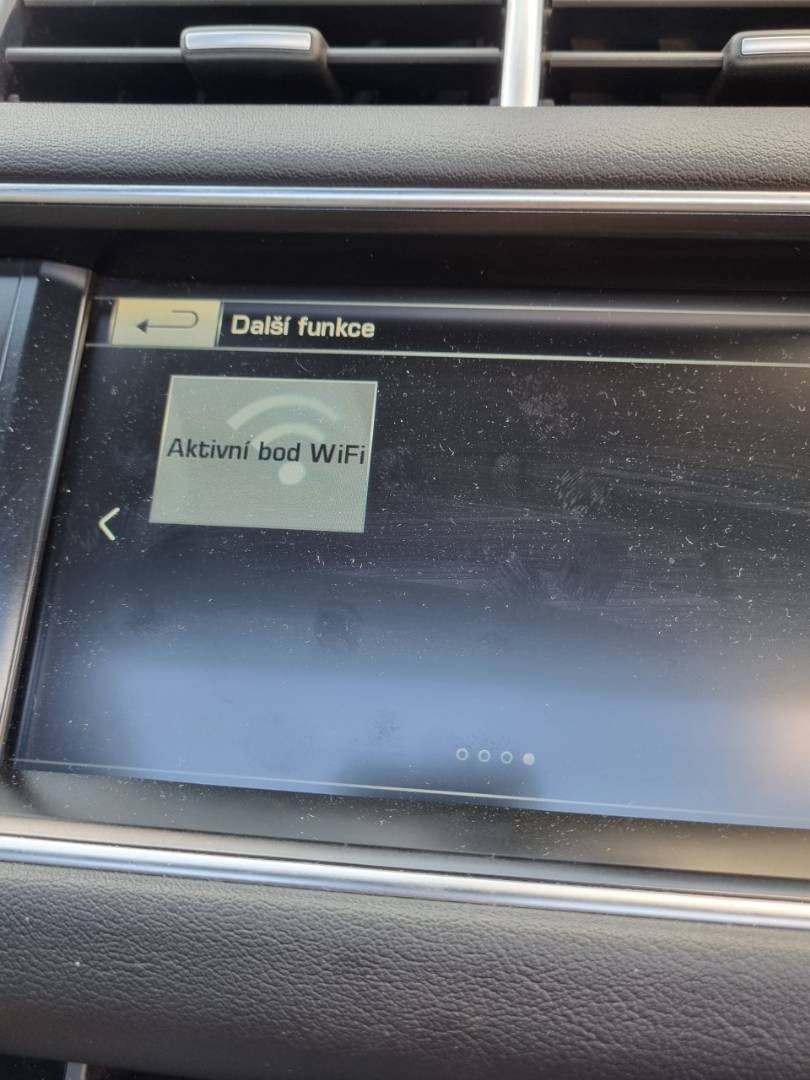 Další funkce
Aktivní bod WiFi